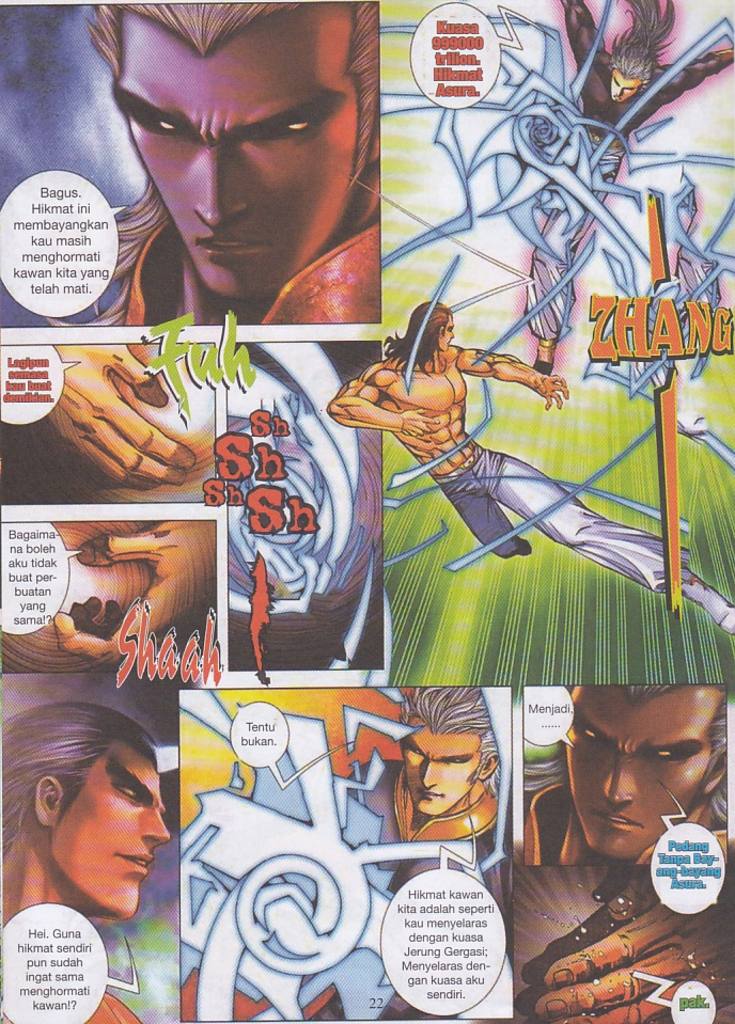 Bagus.
Hikmat ini
membayangkan
kau masih
menghormati
kawan kita yang
telah mati.
Kuasa
999000
trilion.
Hikmat
Asura.
ZHANG
Lagipun
semasa
kau buat
demikian.
Fuh
Sh
Sh
Sh
Sh
Bagaima-
na boleh
aku tidak
buat per-
buatan
yang
sama!?
Shaah
Hei. Guna
hikmat sendiri
pun sudah
ingat sama
menghormati
kawan!?
Tentu
bukan.
Hikmat kawan
kita adalah seperti
kau menyelaras
dengan kuasa
Jerung Gergasi;
Menyelaras den-
gan kuasa aku
sendiri.
Menjadi,
......
Pedang
Tanpa Bay-
ang-bayang
Asura.
pak.
22